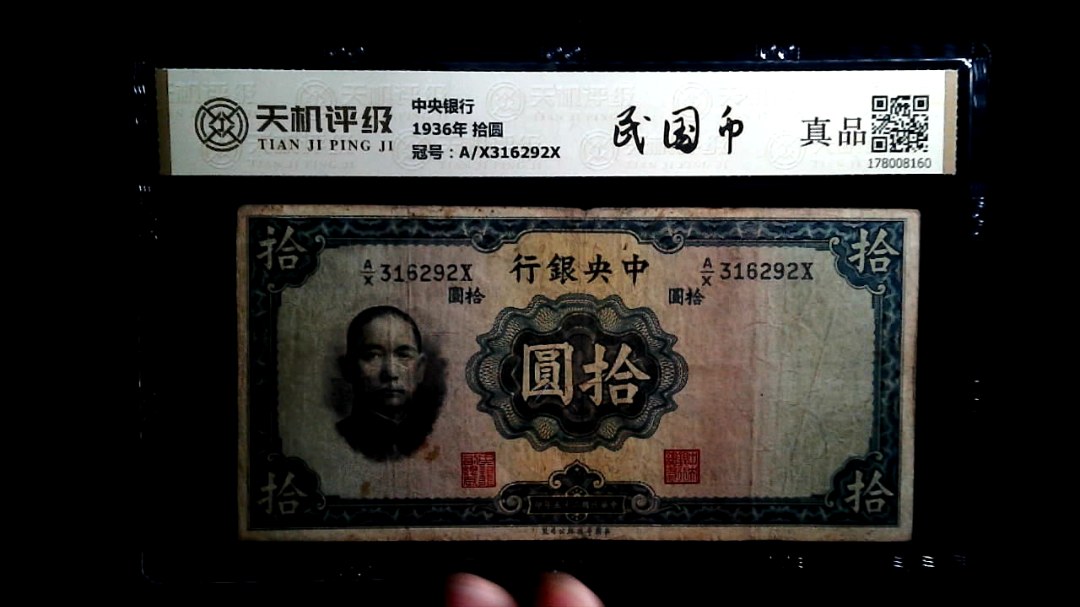 天机评级
TIAN JI PING JI
中央银行
1936年 拾圆
冠号：A/X316292X
民国币
真品
178008160
拾
拾
A/X 316292X
行銀央中
A/X 316292X
圓拾
圓拾
圓拾
拾
拾